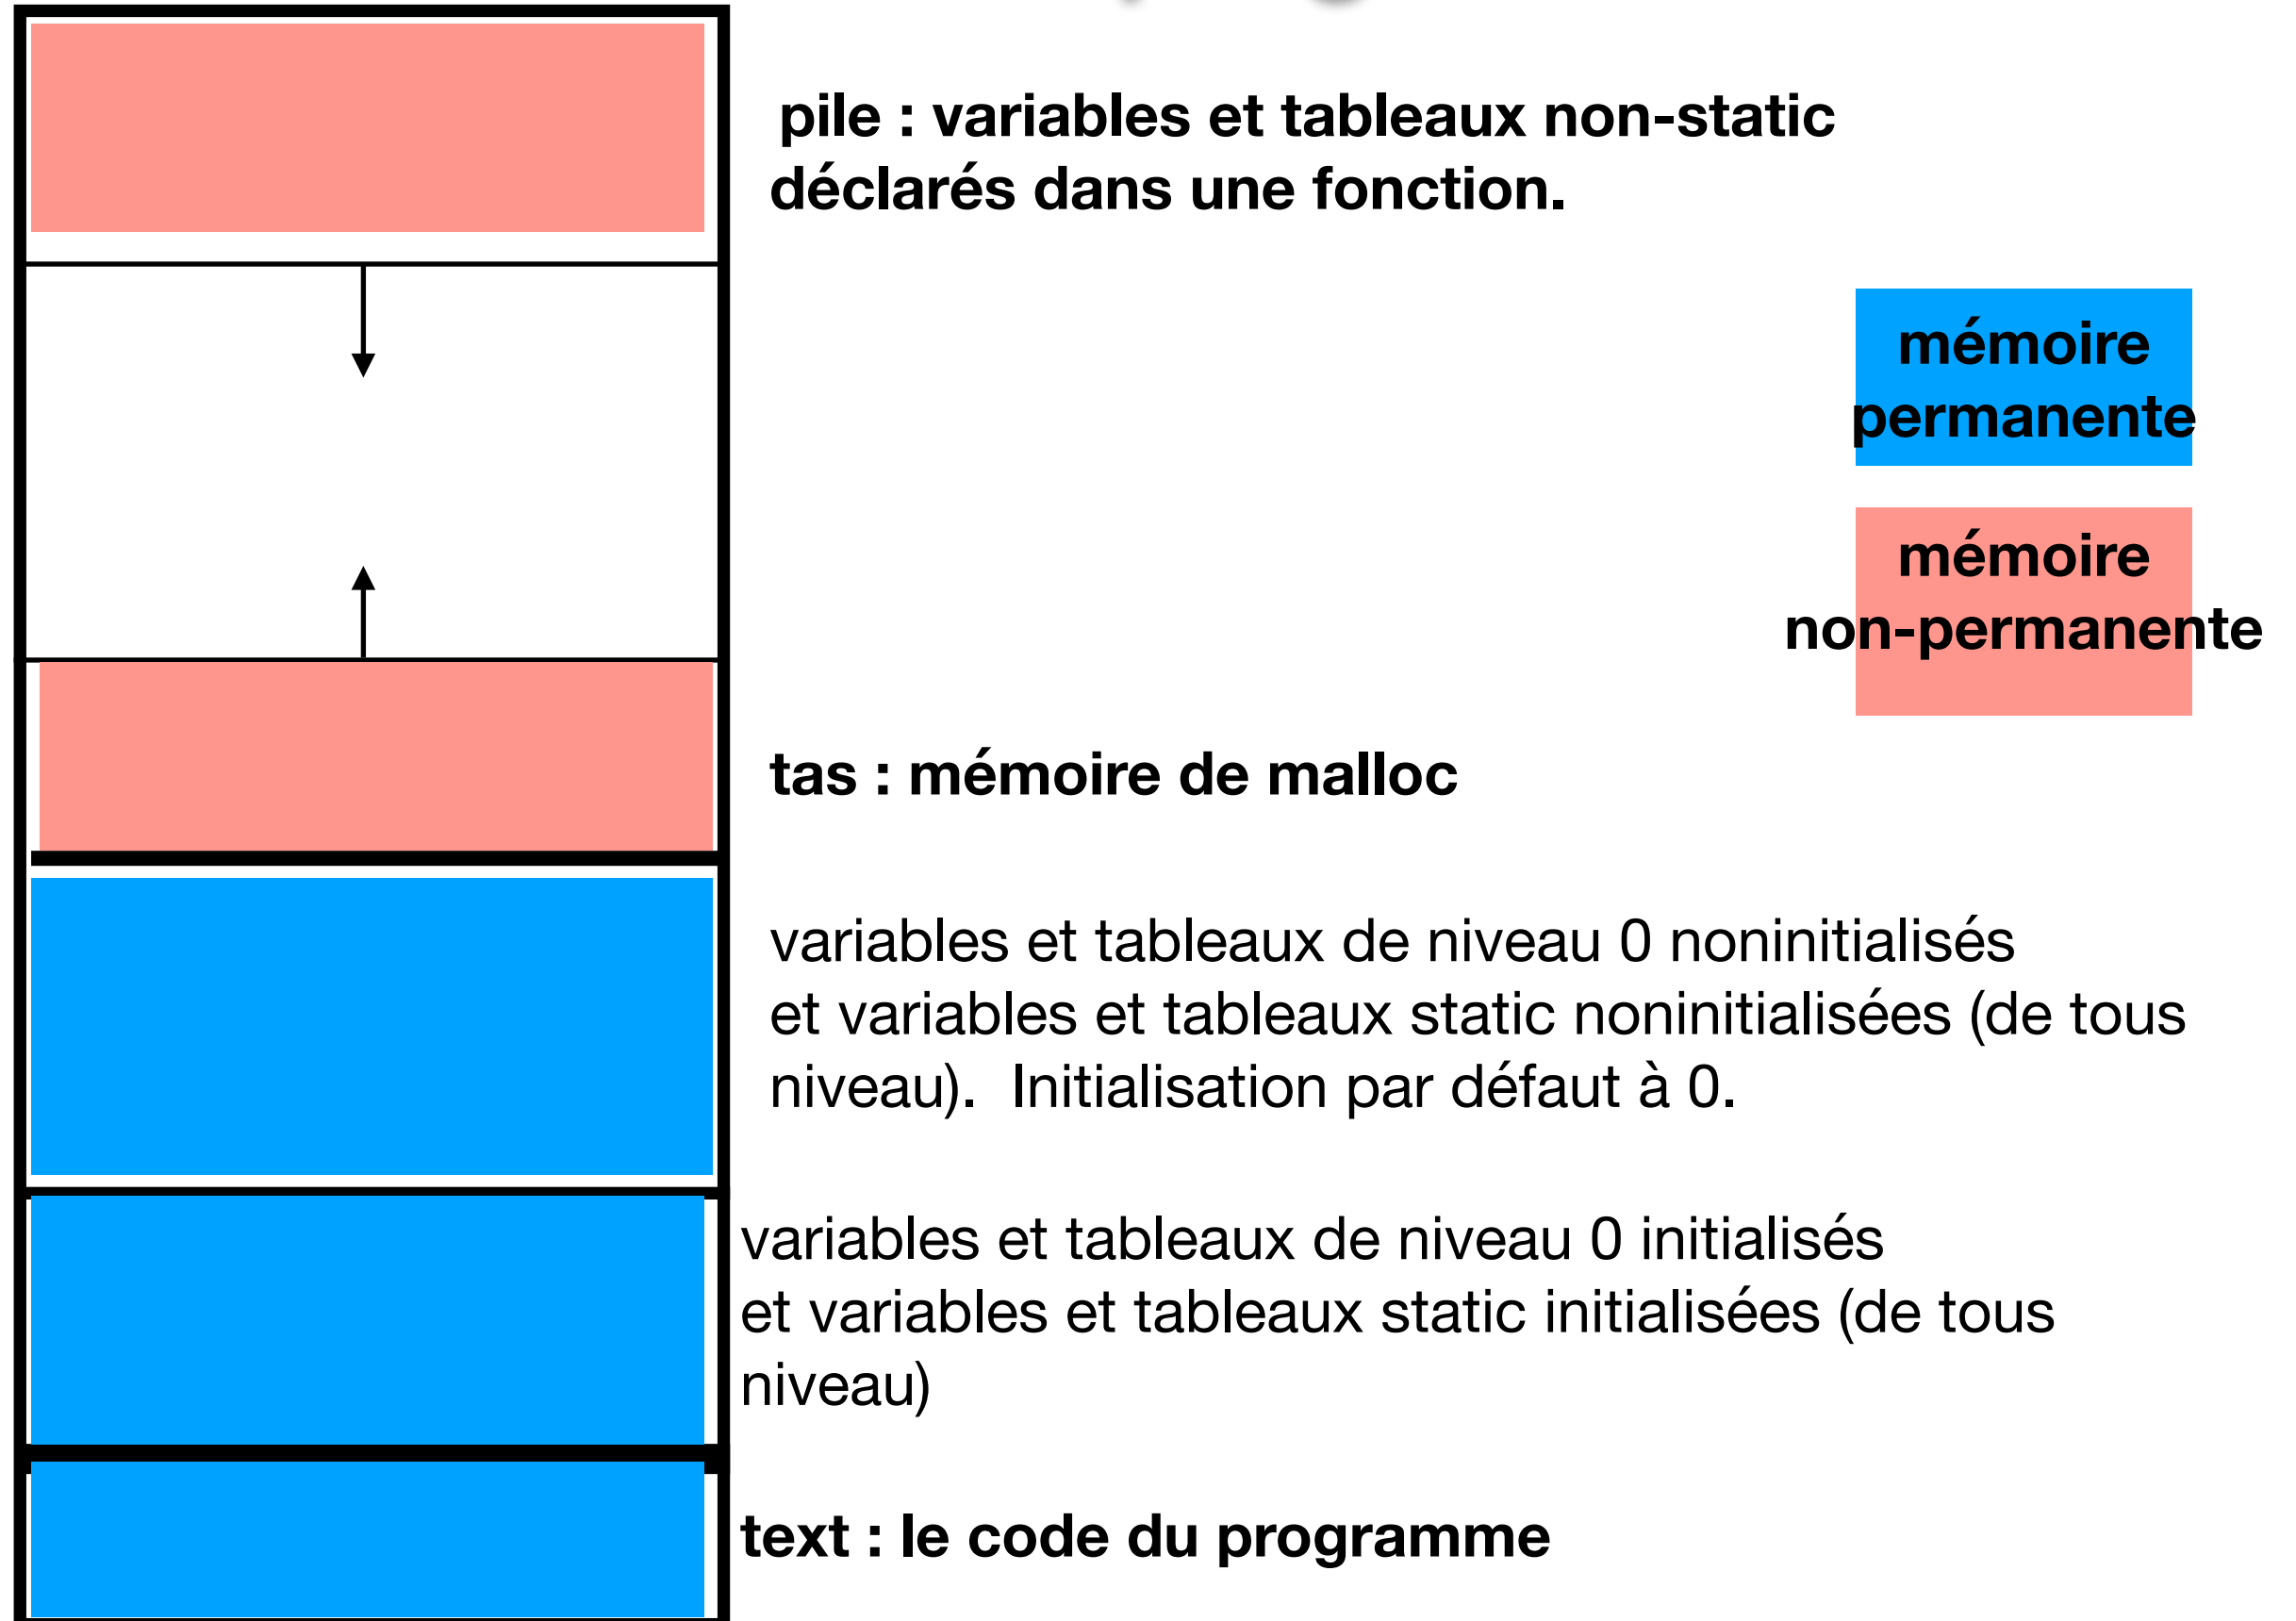 pile : variables et tableaux non-static
déclarés dans une fonction.
mémoire
permanente
mémoire
non-permanente
tas : mémoire de malloc
variables et tableaux de niveau 0 noninitialisés
et variables et tableaux static noninitialisées (de tous
niveau).  Initialisation par défaut à 0.
variables et tableaux de niveau 0 initialisés
et variables et tableaux static initialisées (de tous
niveau)
text : le code du programme